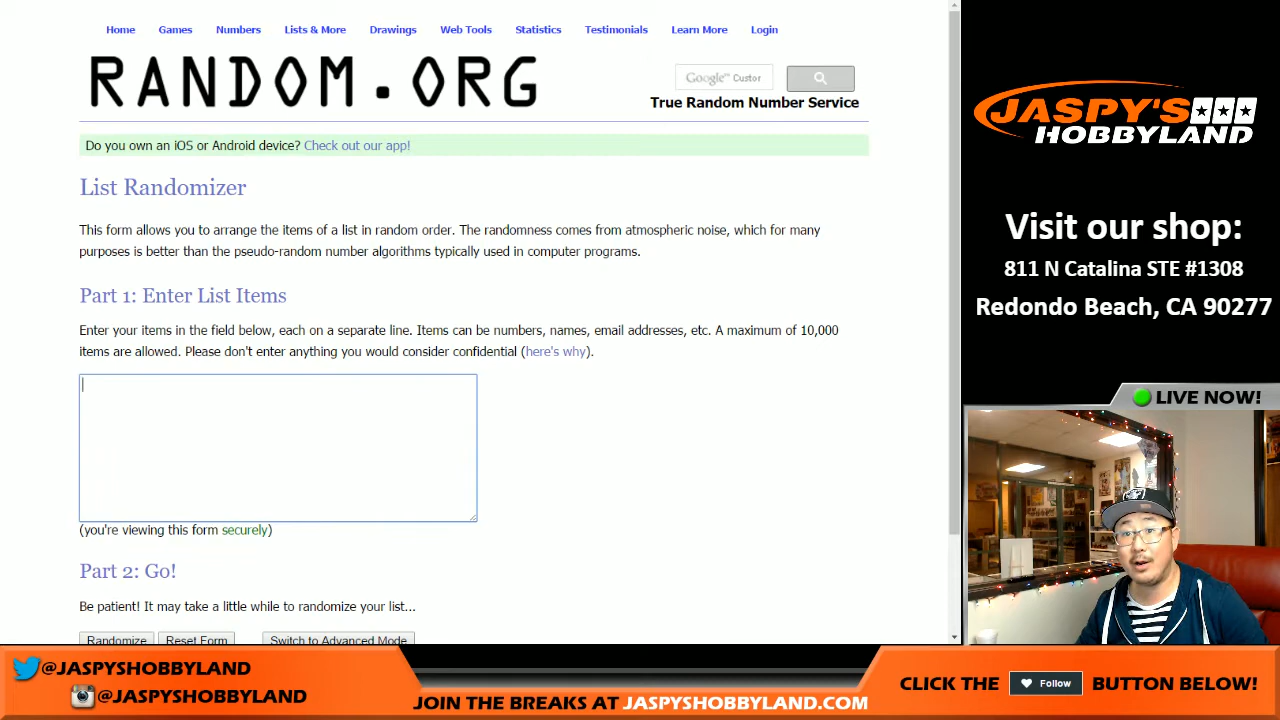 Home Games Numbers Lists & More Drawings Web Tools Statistics Testimonials Learn More Login
RANDOM.ORG
Google™ Custor
True Random Number Service
Do you own an iOS or Android device? Check out our app!
List Randomizer
This form allows you to arrange the items of a list in random order. The randomness comes from atmospheric noise, which for many
purposes is better than the pseudo-random number algorithms typically used in computer programs.
Part 1: Enter List Items
Enter your items in the field below, each on a separate line. Items can be numbers, names, email addresses, etc. A maximum of 10,000
items are allowed. Please don't enter anything you would consider confidential (here's why).
(you're viewing this form securely)
Part 2: Go!
Be patient! It may take a little while to randomize your list...
Randomize Reset Form Switch to Advanced Mode
JASPY'S
HOBBYLAND
Visit our shop:
811 N Catalina STE #1308
Redondo Beach, CA 90277
LIVE NOW!
@JASPYSHOBBYLAND
@JASPYSHOBBYLAND
JOIN THE BREAKS AT JASPYSHOBBYLAND.COM
CLICK THE Follow BUTTON BELOW!